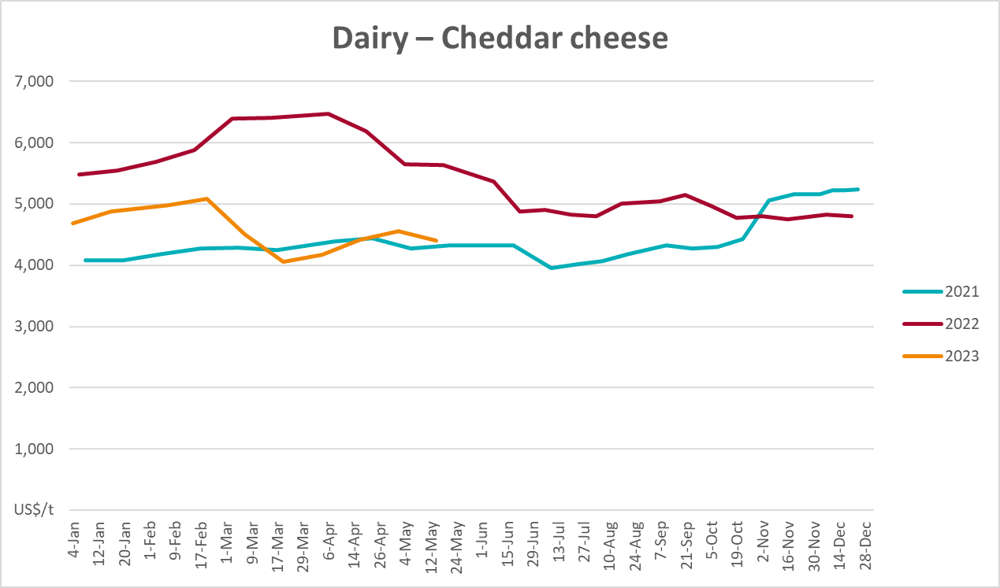 Dairy – Cheddar cheese
7,000
6,000
5,000
4,000
3,000
2,000
1,000
US$/t
4-Jan
12-Jan
20-Jan
1-Feb
9-Feb
17-Feb
1-Mar
9-Mar
17-Mar
29-Mar
6-Apr
14-Apr
26-Apr
4-May
12-May
24-May
1-Jun
15-Jun
29-Jun
13-Jul
27-Jul
10-Aug
24-Aug
7-Sep
21-Sep
5-Oct
19-Oct
2-Nov
16-Nov
30-Nov
14-Dec
28-Dec
2021
2022
2023